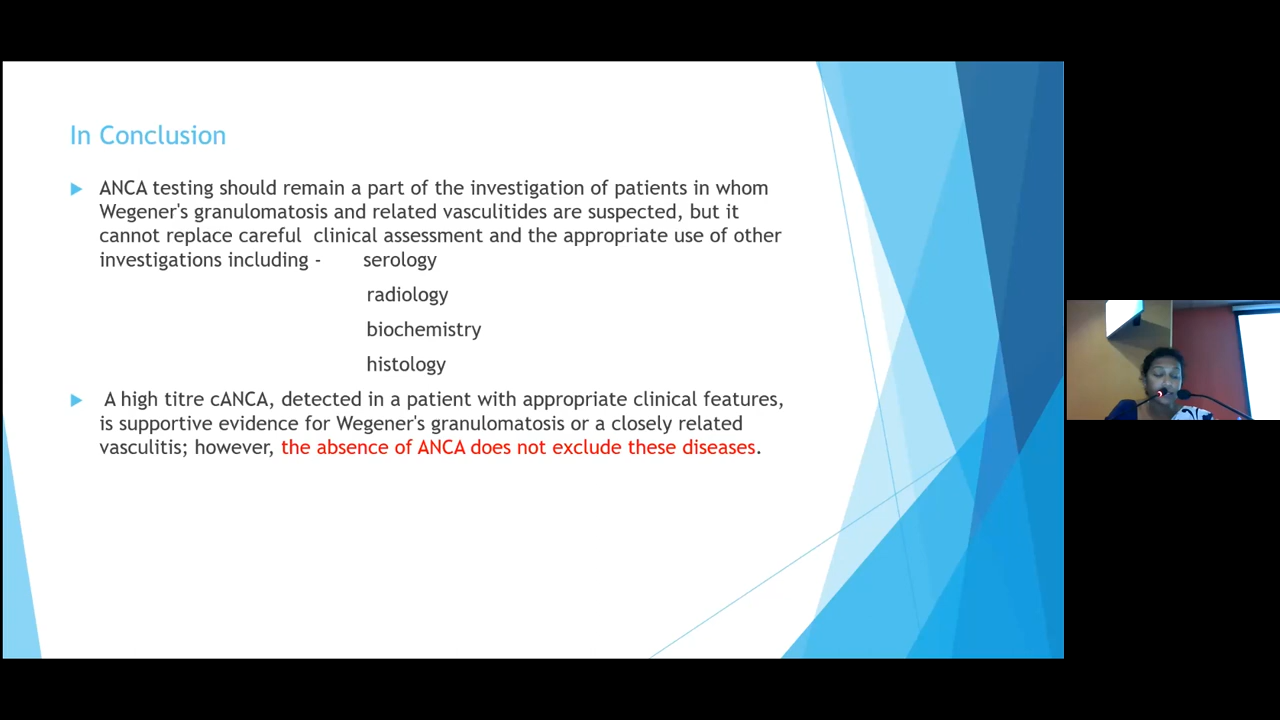 In Conclusion
ANCA testing should remain a part of the investigation of patients in whom
Wegener's granulomatosis and related vasculitides are suspected, but it
cannot replace careful clinical assessment and the appropriate use of other
investigations including - serology
radiology
biochemistry
histology
A high titre cANCA, detected in a patient with appropriate clinical features,
is supportive evidence for Wegener's granulomatosis or a closely related
vasculitis; however, the absence of ANCA does not exclude these diseases.